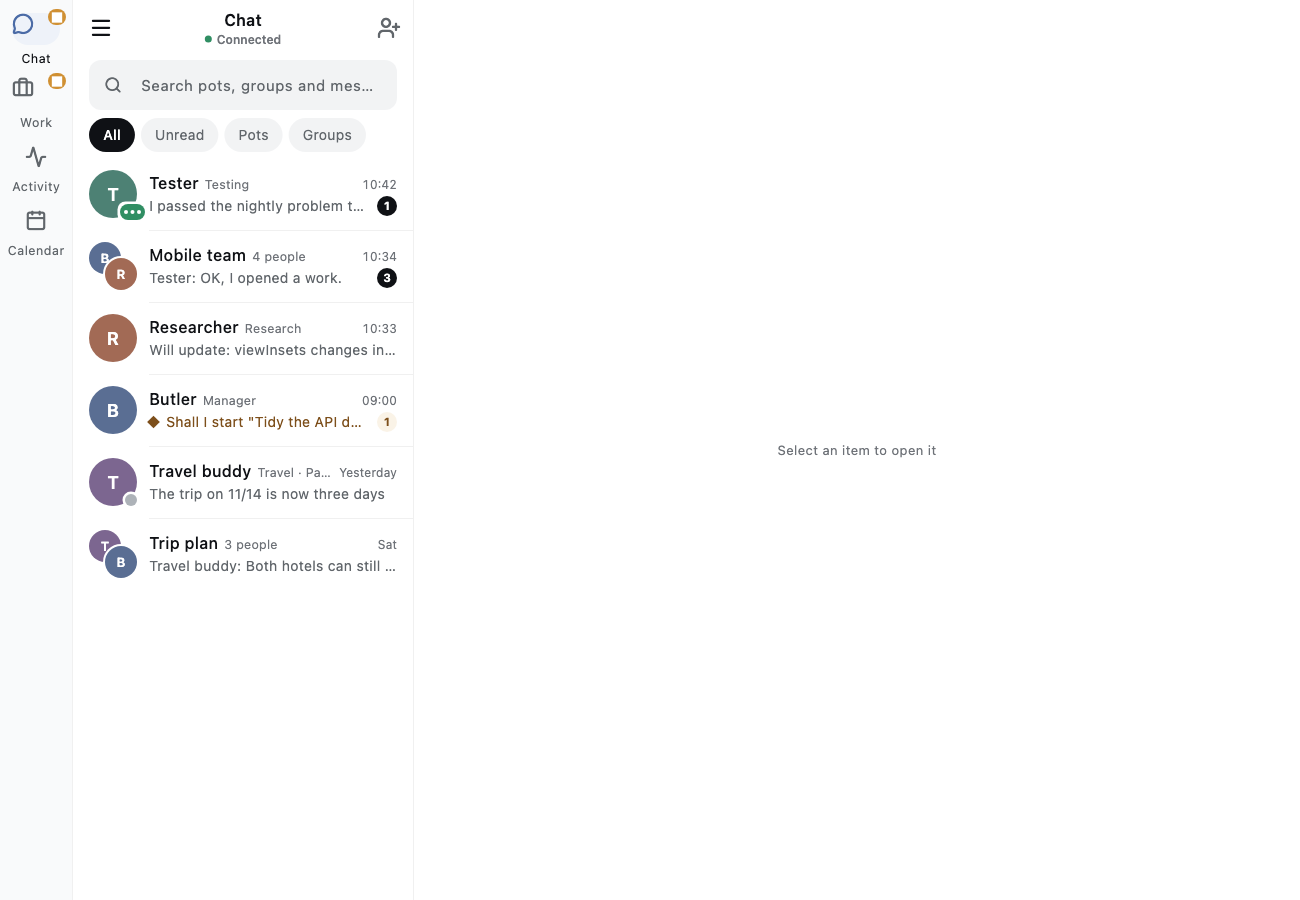 Chat
Work
Activity
Calendar
Chat
Connected
Search pots, groups and mes...
All
Unread
Pots
Groups
T
Tester Testing 10:42
I passed the nightly problem t... 1
B
R
Mobile team 4 people 10:34
Tester: OK, I opened a work. 3
R
Researcher Research 10:33
Will update: viewInsets changes in...
B
Butler Manager 09:00
Shall I start "Tidy the API d... 1
T
Travel buddy Travel · Pa... Yesterday
The trip on 11/14 is now three days
T
B
Trip plan 3 people Sat
Travel buddy: Both hotels can still ...
Select an item to open it